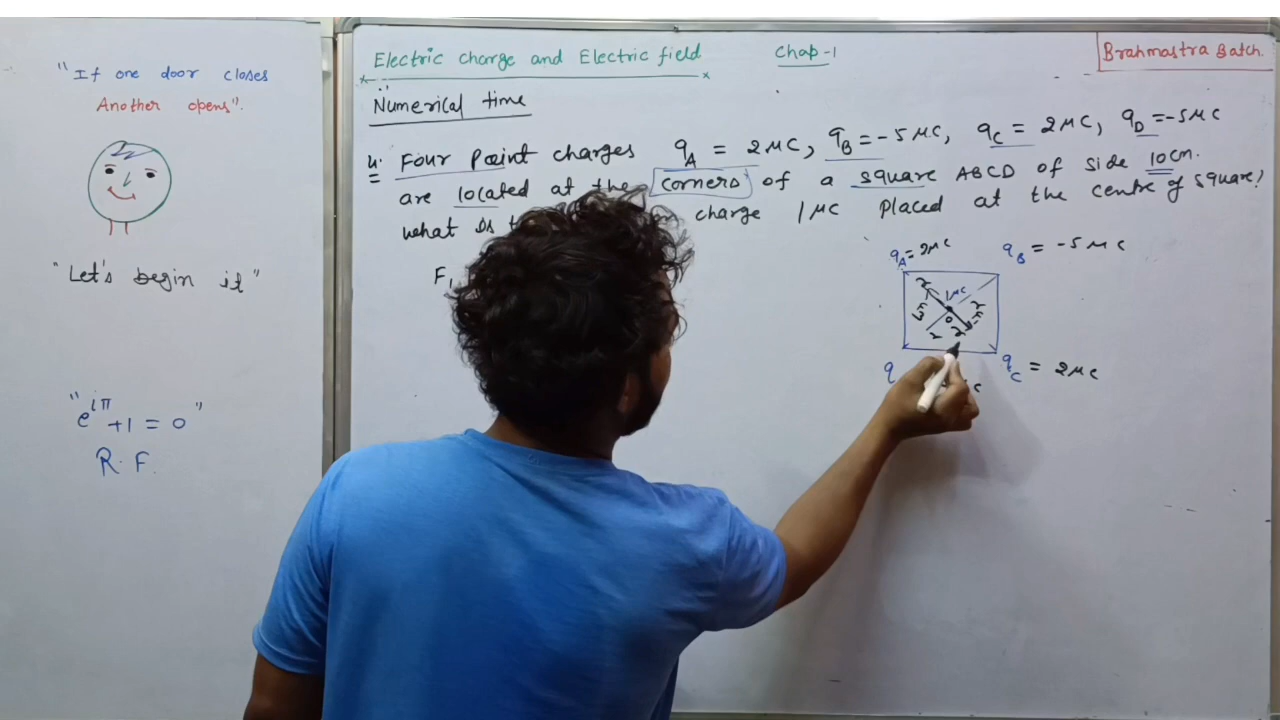 "If one door closes
Another opens".
"Let's begin it"
"e^iπ +1 = 0"
R. F.
Electric charge and Electric field
Chap-1
Brahmastra Batch.
Numerical time
4. Four Point charges q_A = 2μC, q_B = -5μC, q_C = 2μC, q_D = -5μC
are located at the corners of a square ABCD of side 10cm.
what is charge 1μC placed at the centre of square?
F1
q_A = 2μC
q_B = -5μC
1μC
r
r
O
r
r
q
C
q_C = 2μC